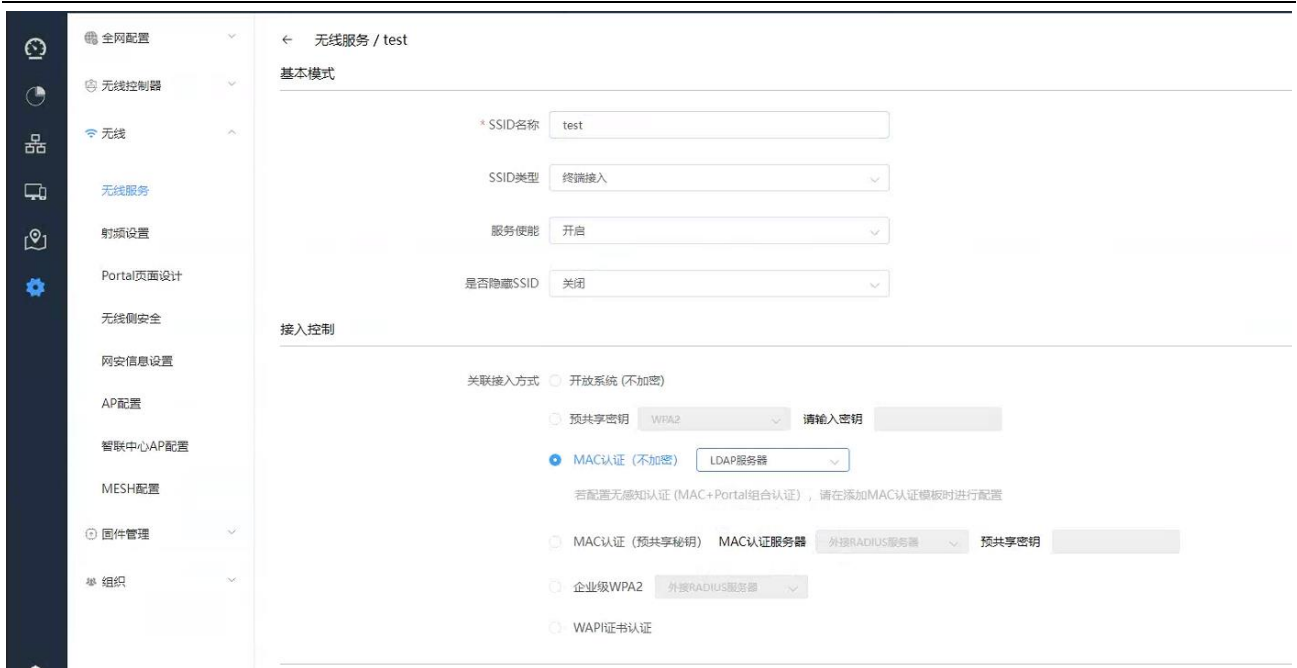 全网配置
无线控制器
无线
无线服务
射频设置
Portal页面设计
无线侧安全
网安信息设置
AP配置
智联中心AP配置
MESH配置
固件管理
组织
← 无线服务 / test
基本模式
* SSID名称 test
SSID类型 终端接入
服务使能 开启
是否隐藏SSID 关闭
接入控制
关联接入方式 开放系统 (不加密)
预共享密钥 WPA2 请输入密钥
MAC认证（不加密） LDAP服务器
若配置无感知认证 (MAC+Portal组合认证) ，请在添加MAC认证模板时进行配置
MAC认证（预共享秘钥） MAC认证服务器 外接RADIUS服务器 预共享密钥
企业级WPA2 外接RADIUS服务器
WAPI证书认证